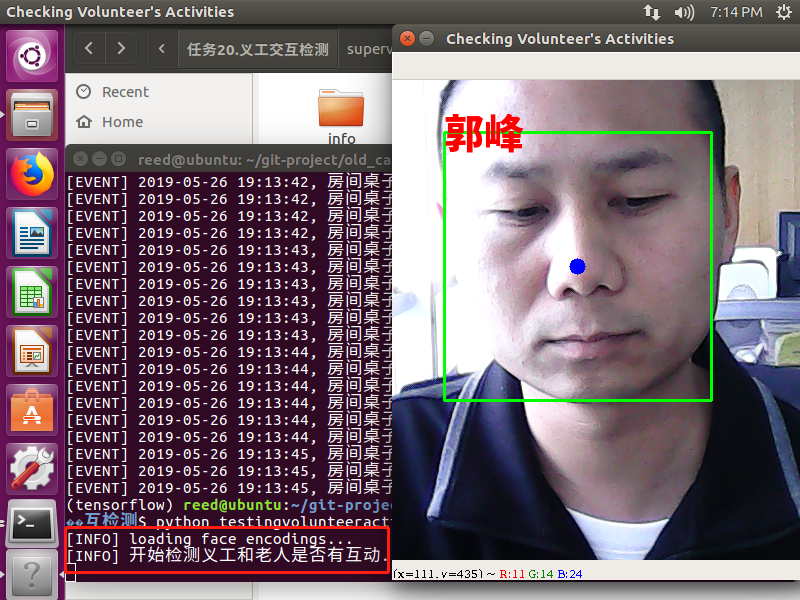 Checking Volunteer's Activities
7:14 PM
Checking Volunteer's Activities
任务20.义工交互检测
superv
Recent
Home
info
郭峰
reed@ubuntu: ~/git-project/old_ca
[EVENT] 2019-05-26 19:13:42, 房间桌子
[EVENT] 2019-05-26 19:13:42, 房间桌子
[EVENT] 2019-05-26 19:13:42, 房间桌子
[EVENT] 2019-05-26 19:13:42, 房间桌子
[EVENT] 2019-05-26 19:13:43, 房间桌子
[EVENT] 2019-05-26 19:13:43, 房间桌子
[EVENT] 2019-05-26 19:13:43, 房间桌子
[EVENT] 2019-05-26 19:13:43, 房间桌子
[EVENT] 2019-05-26 19:13:43, 房间桌子
[EVENT] 2019-05-26 19:13:43, 房间桌子
[EVENT] 2019-05-26 19:13:44, 房间桌子
[EVENT] 2019-05-26 19:13:44, 房间桌子
[EVENT] 2019-05-26 19:13:44, 房间桌子
[EVENT] 2019-05-26 19:13:44, 房间桌子
[EVENT] 2019-05-26 19:13:44, 房间桌子
[EVENT] 2019-05-26 19:13:44, 房间桌子
[EVENT] 2019-05-26 19:13:45, 房间桌子
[EVENT] 2019-05-26 19:13:45, 房间桌子
[EVENT] 2019-05-26 19:13:45, 房间桌子
(tensorflow) reed@ubuntu:~/git-projec
��互检测$ python testingvolunteeract
[INFO] loading face encodings...
[INFO] 开始检测义工和老人是否有互动.
(x=111, y=435) ~ R:11 G:14 B:24